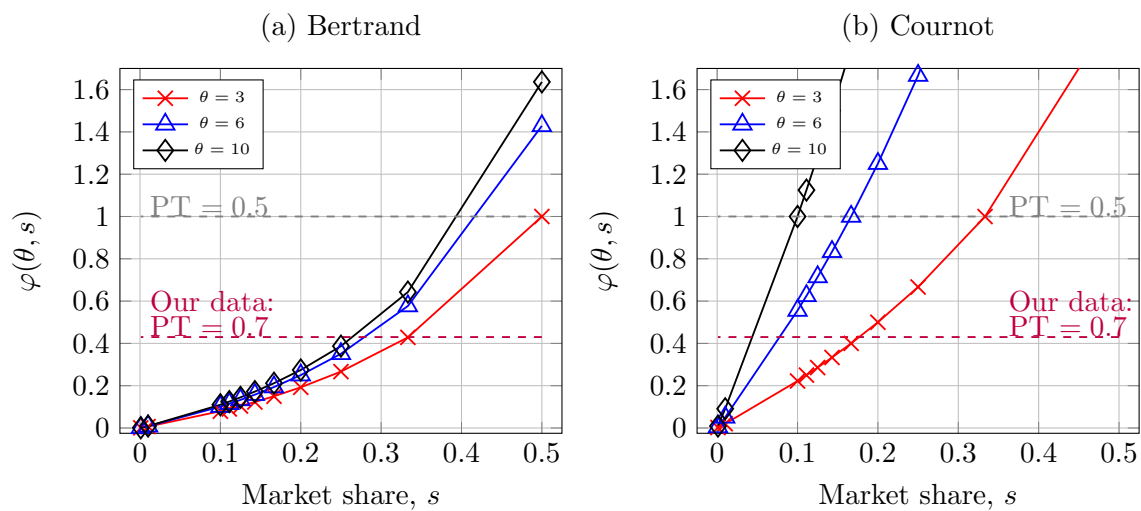 (a) Bertrand
θ = 3
θ = 6
θ = 10
PT = 0.5
Our data:
PT = 0.7
φ(θ, s)
0
0.2
0.4
0.6
0.8
1
1.2
1.4
1.6
0
0.1
0.2
0.3
0.4
0.5
Market share, s
(b) Cournot
θ = 3
θ = 6
θ = 10
PT = 0.5
Our data:
PT = 0.7
φ(θ, s)
0
0.2
0.4
0.6
0.8
1
1.2
1.4
1.6
0
0.1
0.2
0.3
0.4
0.5
Market share, s